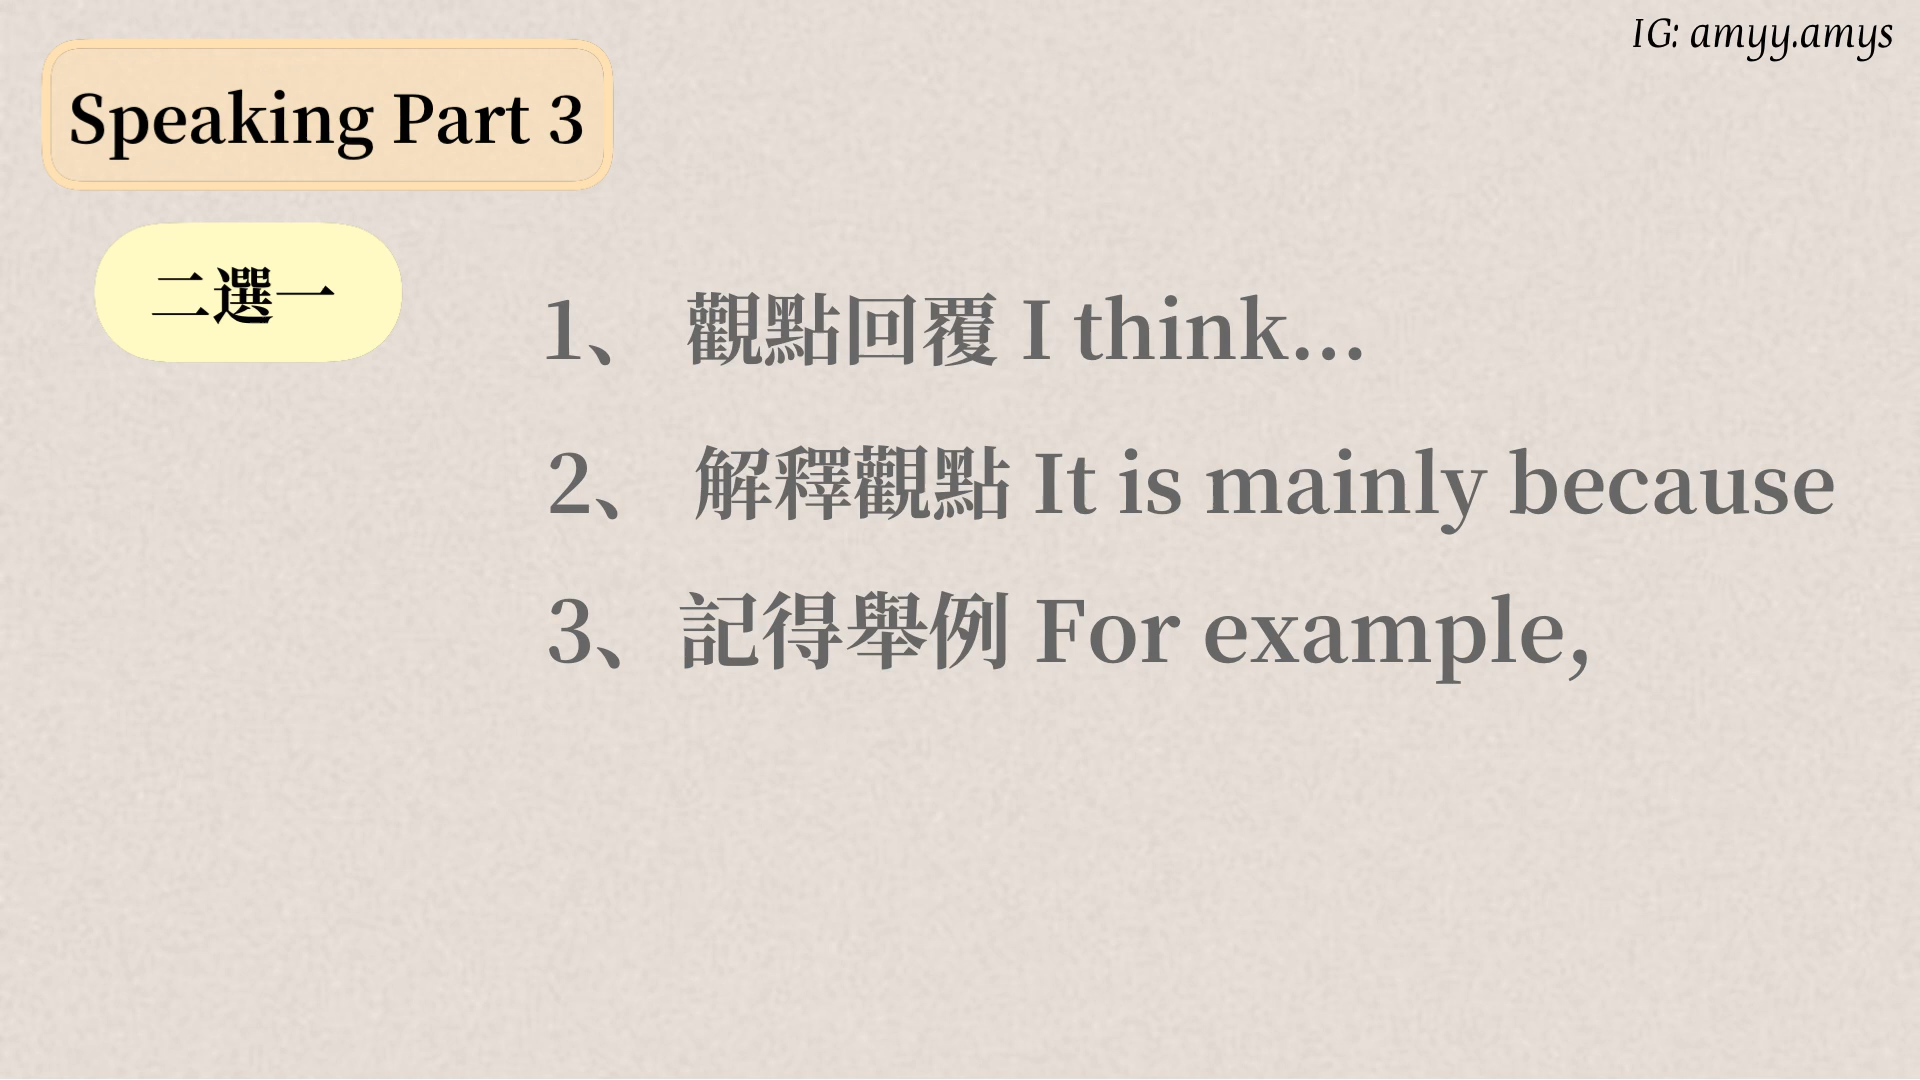 IG: amyy.amys
Speaking Part 3
二選一
1、 觀點回覆 I think...
2、 解釋觀點 It is mainly because
3、記得舉例 For example,